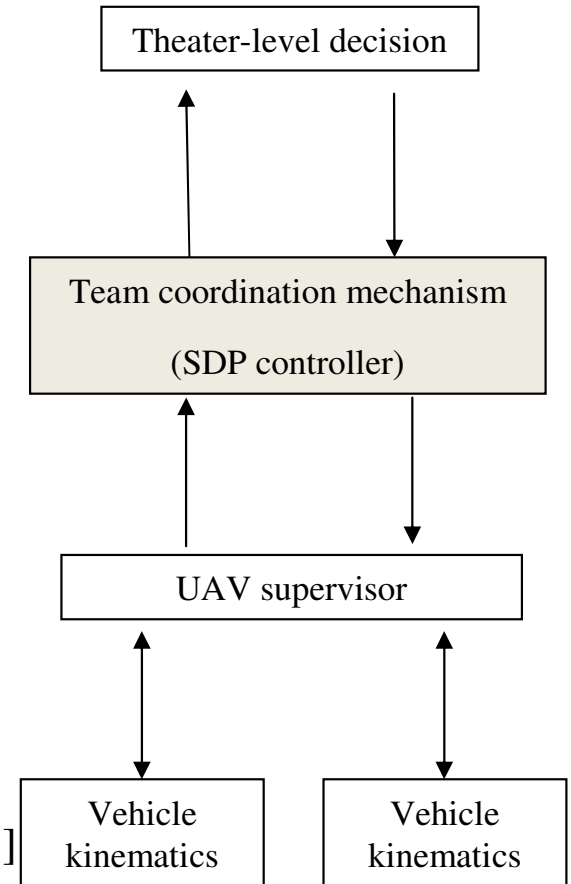 Theater-level decision
Team coordination mechanism
(SDP controller)
UAV supervisor
Vehicle
kinematics
Vehicle
kinematics
]